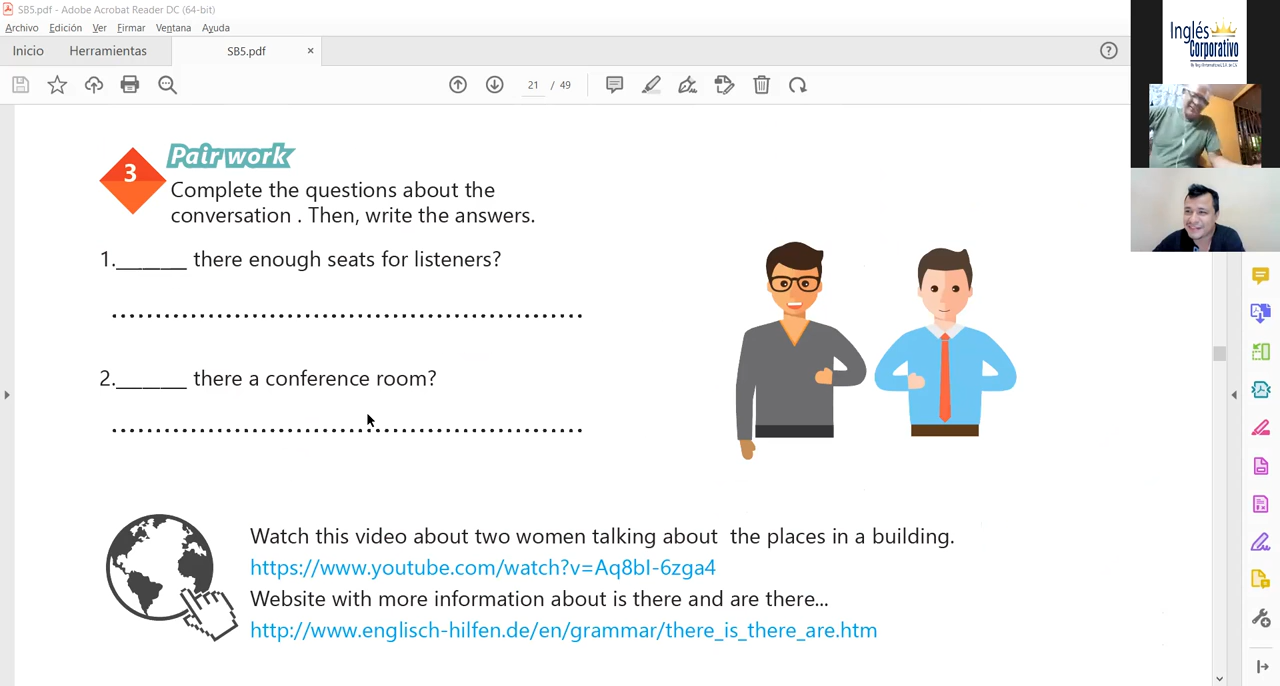 SB5.pdf - Adobe Acrobat Reader DC (64-bit)
Archivo Edición Ver Firmar Ventana Ayuda
Inicio Herramientas SB5.pdf ×
21 / 49
Inglés
Corporativo
3
Pair work
Complete the questions about the
conversation . Then, write the answers.
1.______ there enough seats for listeners?
2.______ there a conference room?
Watch this video about two women talking about the places in a building.
https://www.youtube.com/watch?v=Aq8bI-6zga4
Website with more information about is there and are there...
http://www.englisch-hilfen.de/en/grammar/there_is_there_are.htm